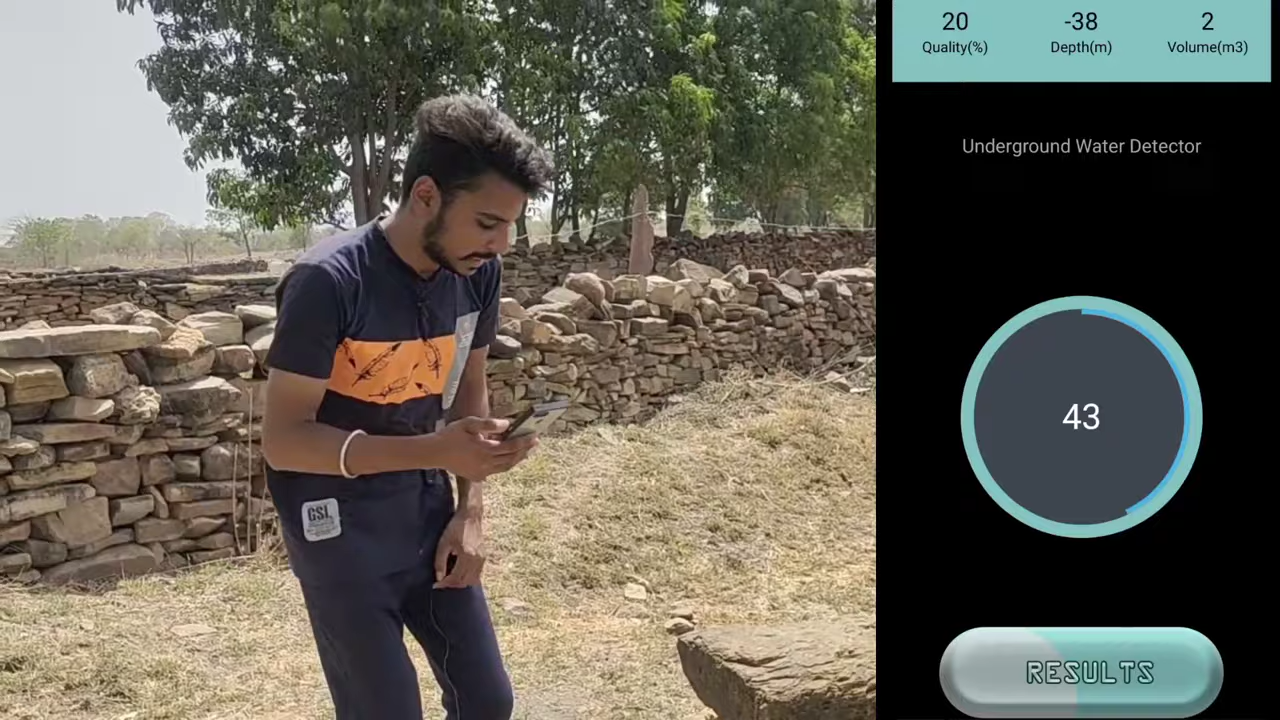 20
-38
2
Quality(%)
Depth(m)
Volume(m3)
Underground Water Detector
43
RESULTS
GSL